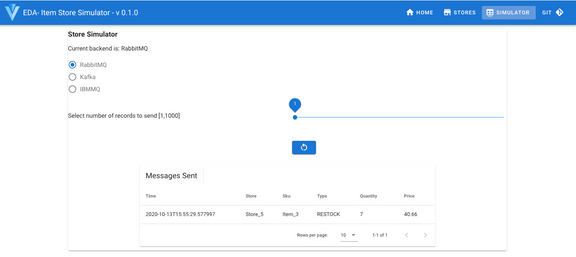 EDA- Item Store Simulator - v 0.1.0
HOME
STORES
SIMULATOR
GIT
Store Simulator
Current backend is: RabbitMQ
RabbitMQ
Kafka
IBMMQ
1
Select number of records to send [1,1000]
Messages Sent
Time Store Sku Type Quantity Price
2020-10-13T15:55:29.577997 Store_5 Item_3 RESTOCK 7 40.66
Rows per page: 10 1-1 of 1